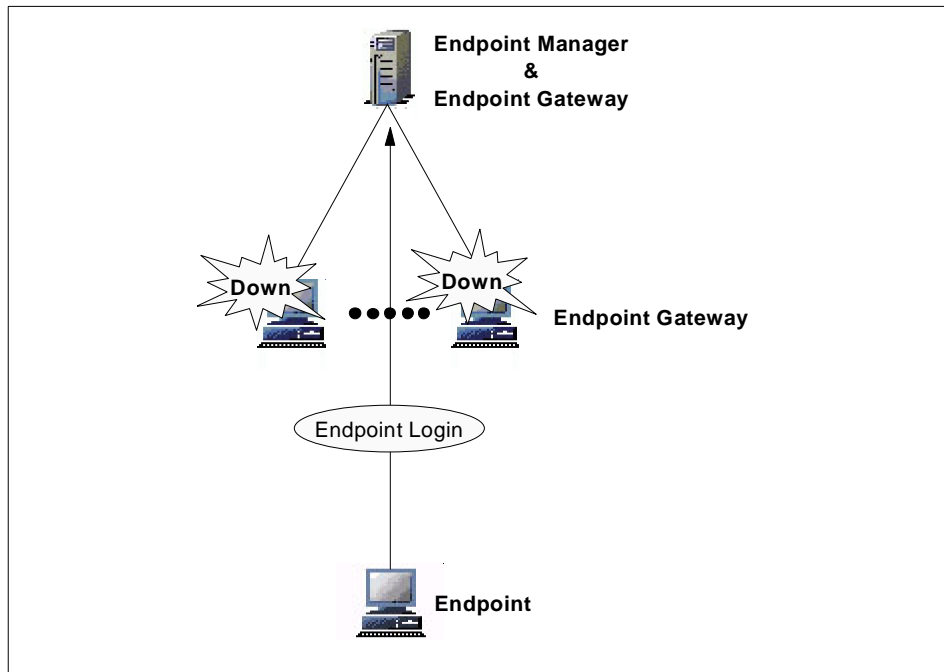 Endpoint Manager
&
Endpoint Gateway
Down
Down
Endpoint Gateway
Endpoint Login
Endpoint